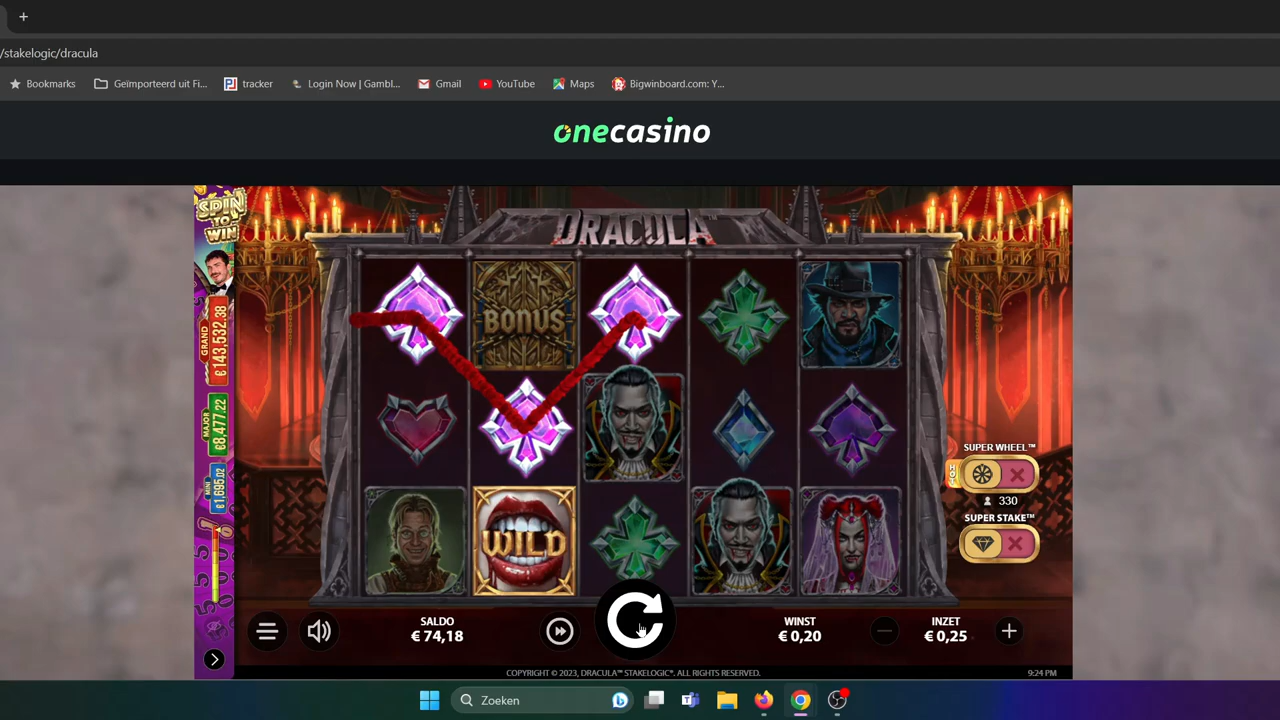 +
/stakelogic/dracula
Bookmarks
Geïmporteerd uit Fi...
tracker
Login Now | Gambl...
Gmail
YouTube
Maps
Bigwinboard.com: Y...
onecasino
SPIN
TO
WIN
GRAND
€143,532.38
MAJOR
€8,477.22
MINI
€1,695.02
DRACULA™
BONUS
WILD
SUPER WHEEL™
HOT
330
SUPER STAKE™
SALDO
€ 74,18
WINST
€ 0,20
INZET
€ 0,25
COPYRIGHT © 2023, DRACULA™ STAKELOGIC®. ALL RIGHTS RESERVED.
9:24 PM
Zoeken